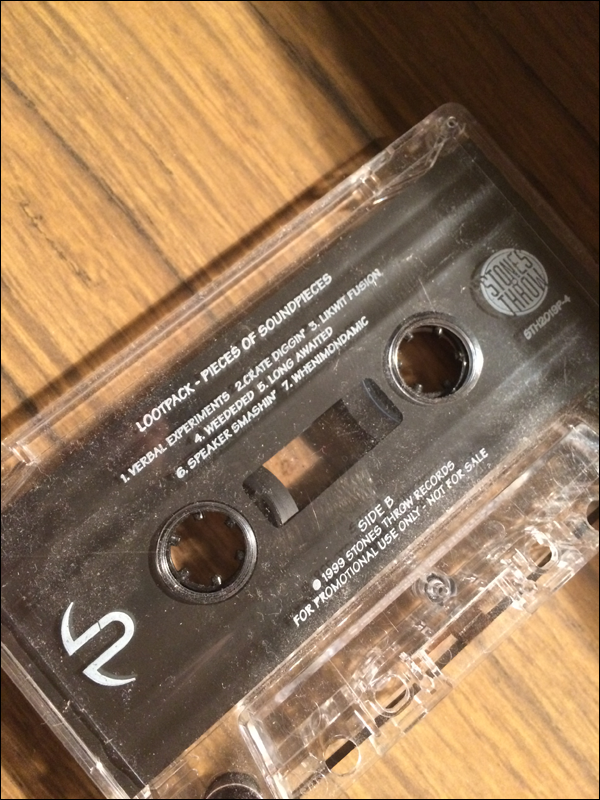 LOOTPACK - PIECES OF SOUNDPIECES
1. VERBAL EXPERIMENTS 2.CRATE DIGGIN' 3. LIKWIT FUSION
4. WEEDEDED 5. LONG AWAITED
6. SPEAKER SMASHIN' 7. WHENIMONDAMIC
STONES
THROW
STH2019P-4
SIDE B
1999 STONES THROW RECORDS
FOR PROMOTIONAL USE ONLY - NOT FOR SALE